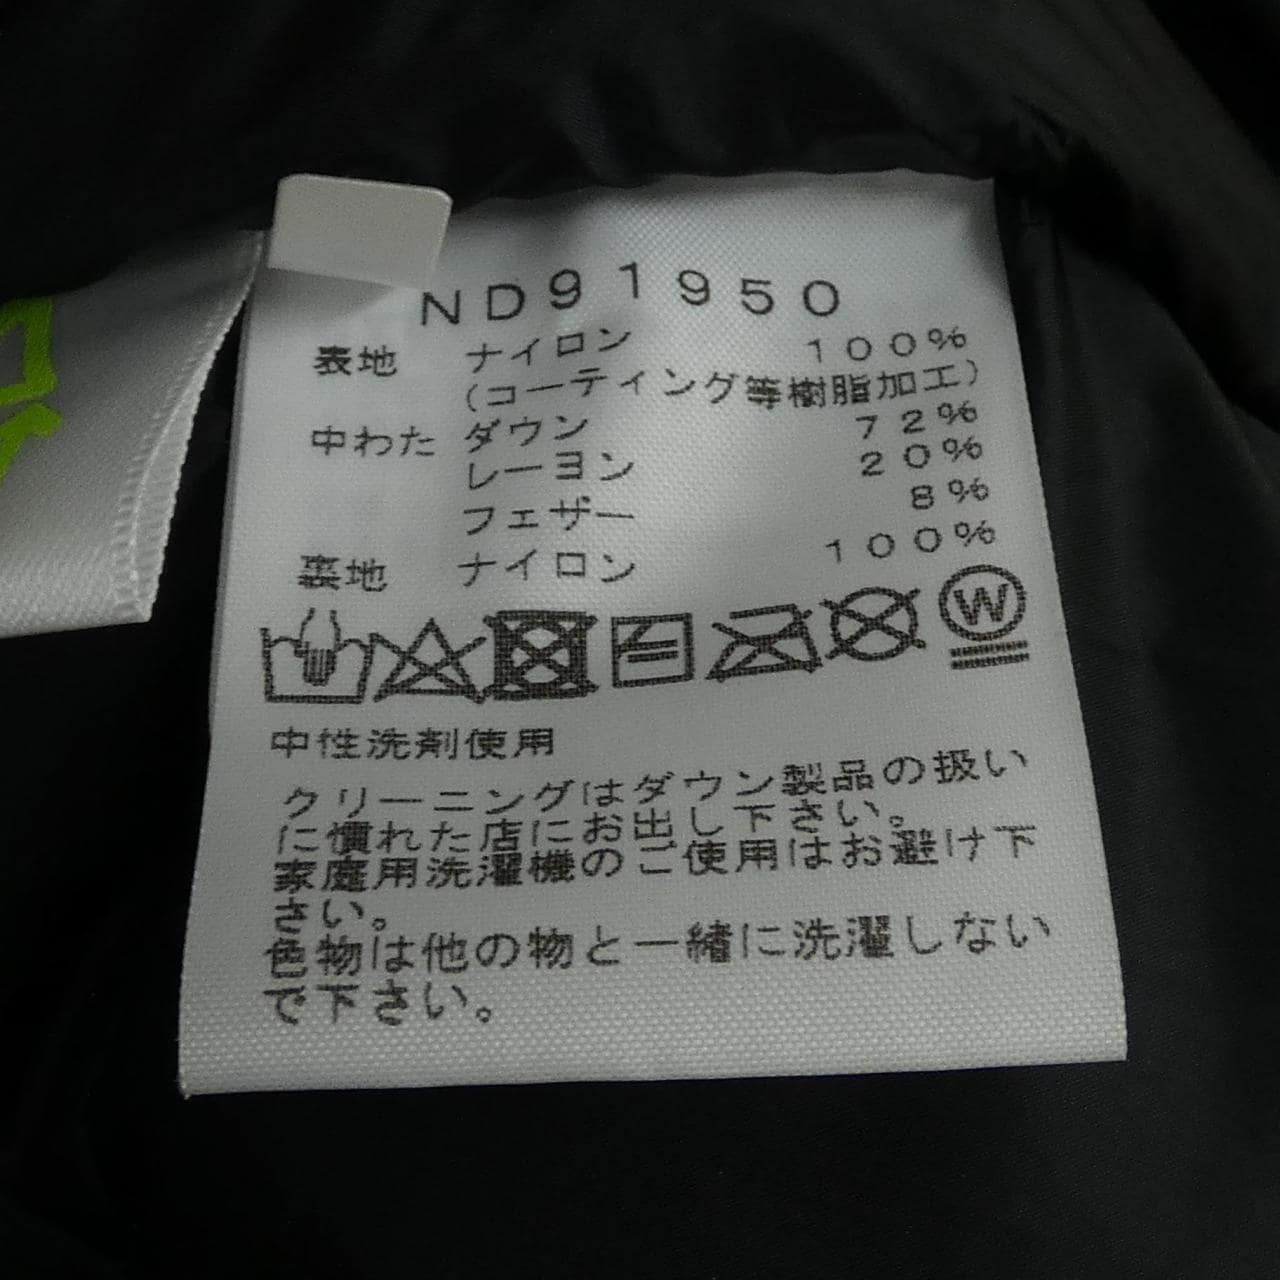 ND91950
表地 ナイロン 100%
(コーティング等樹脂加工)
中わた ダウン 72%
レーヨン 20%
フェザー 8%
裏地 ナイロン 100%
W
中性洗剤使用
クリーニングはダウン製品の扱い
に慣れた店にお出し下さい。
家庭用洗濯機のご使用はお避け下
さい。
色物は他の物と一緒に洗濯しない
で下さい。